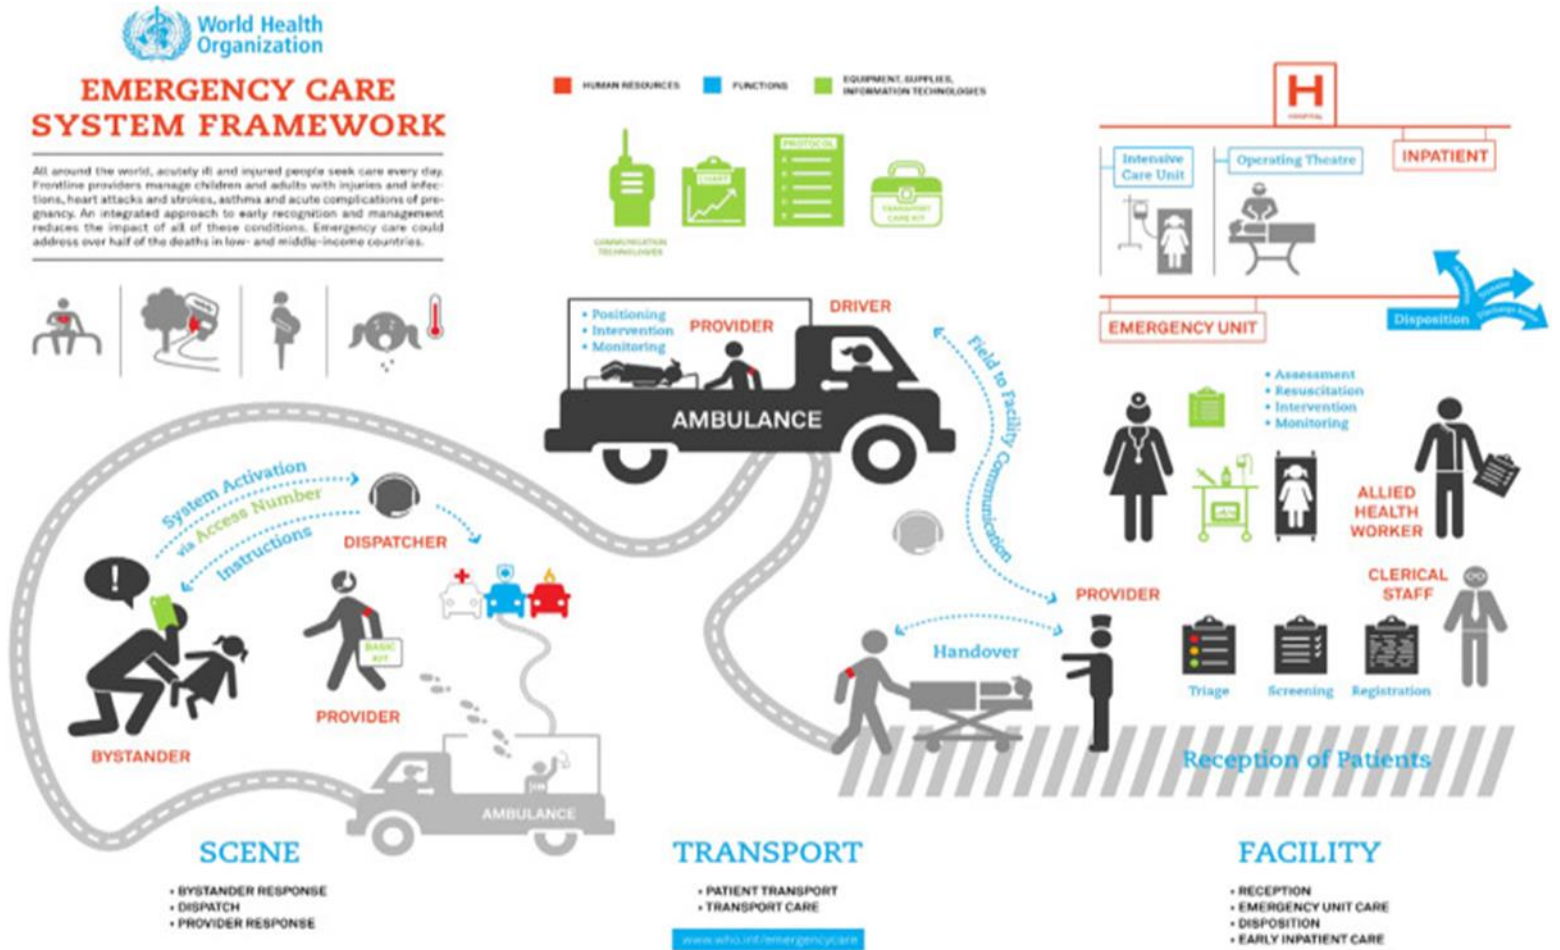 World Health
Organization
EMERGENCY CARE
SYSTEM FRAMEWORK
All around the world, acutely ill and injured people seek care every day.
Frontline providers manage children and adults with injuries and infec-
tions, heart attacks and strokes, asthma and acute complications of pre-
gnancy. An integrated approach to early recognition and management
reduces the impact of all of these conditions. Emergency care could
address over half of the deaths in low- and middle-income countries.
HUMAN RESOURCES
FUNCTIONS
EQUIPMENT, SUPPLIES,
INFORMATION TECHNOLOGIES
COMMUNICATION
TECHNOLOGIES
CHART
PROTOCOL
TRANSPORT
CARE KIT
H
HOSPITAL
Intensive
Care Unit
Operating Theatre
INPATIENT
EMERGENCY UNIT
Disposition
Transfer
Discharge home
• Positioning
• Intervention
• Monitoring
PROVIDER
DRIVER
AMBULANCE
Field to Facility Communication
• Assessment
• Resuscitation
• Intervention
• Monitoring
ALLIED
HEALTH
WORKER
CLERICAL
STAFF
System Activation
via Access Number
Instructions
DISPATCHER
!
BYSTANDER
BASIC
KIT
PROVIDER
AMBULANCE
PROVIDER
Handover
Triage
Screening
Registration
Reception of Patients
SCENE
• BYSTANDER RESPONSE
• DISPATCH
• PROVIDER RESPONSE
TRANSPORT
• PATIENT TRANSPORT
• TRANSPORT CARE
www.who.int/emergencycare
FACILITY
• RECEPTION
• EMERGENCY UNIT CARE
• DISPOSITION
• EARLY INPATIENT CARE